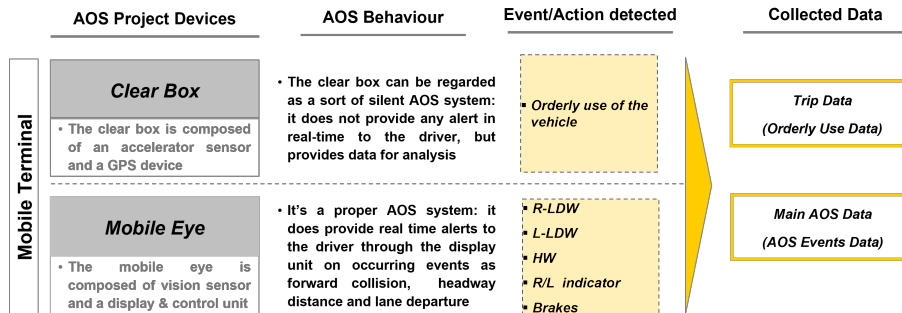 AOS Project Devices
AOS Behaviour
Event/Action detected
Collected Data
Mobile Terminal
Clear Box
• The clear box is composed
of an accelerator sensor
and a GPS device
• The clear box can be regarded
as a sort of silent AOS system:
it does not provide any alert in
real-time to the driver, but
provides data for analysis
▪ Orderly use of the
vehicle
Trip Data
(Orderly Use Data)
Mobile Eye
• The mobile eye is
composed of vision sensor
and a display & control unit
• It's a proper AOS system: it
does provide real time alerts to
the driver through the display
unit on occurring events as
forward collision, headway
distance and lane departure
▪ R-LDW
▪ L-LDW
▪ HW
▪ R/L indicator
▪ Brakes
Main AOS Data
(AOS Events Data)